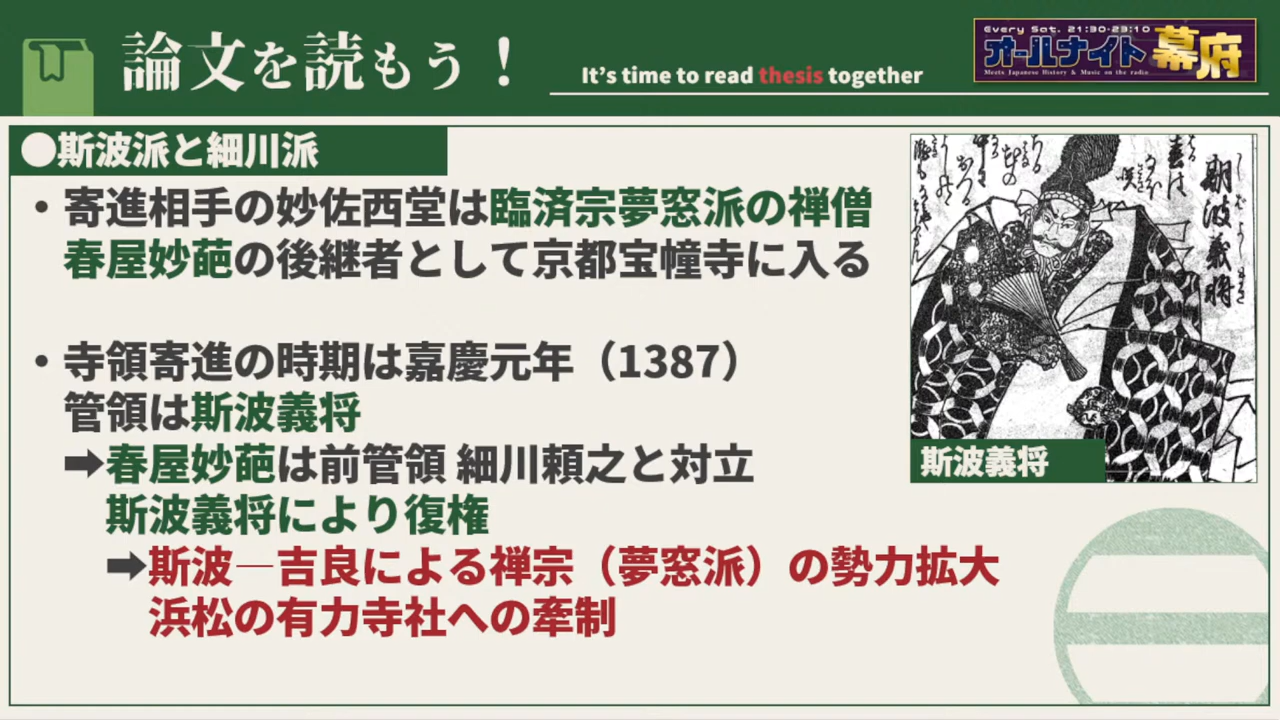 論文を読もう！
It's time to read thesis together
Every Sat. 21:30-23:10
オールナイト幕府
Meets Japanese History & Music on the radio
●斯波派と細川派
・寄進相手の妙佐西堂は臨済宗夢窓派の禅僧
春屋妙葩の後継者として京都宝幢寺に入る
・寺領寄進の時期は嘉慶元年（1387）
管領は斯波義将
➡春屋妙葩は前管領 細川頼之と対立
斯波義将により復権
➡斯波―吉良による禅宗（夢窓派）の勢力拡大
浜松の有力寺社への牽制
斯波義将